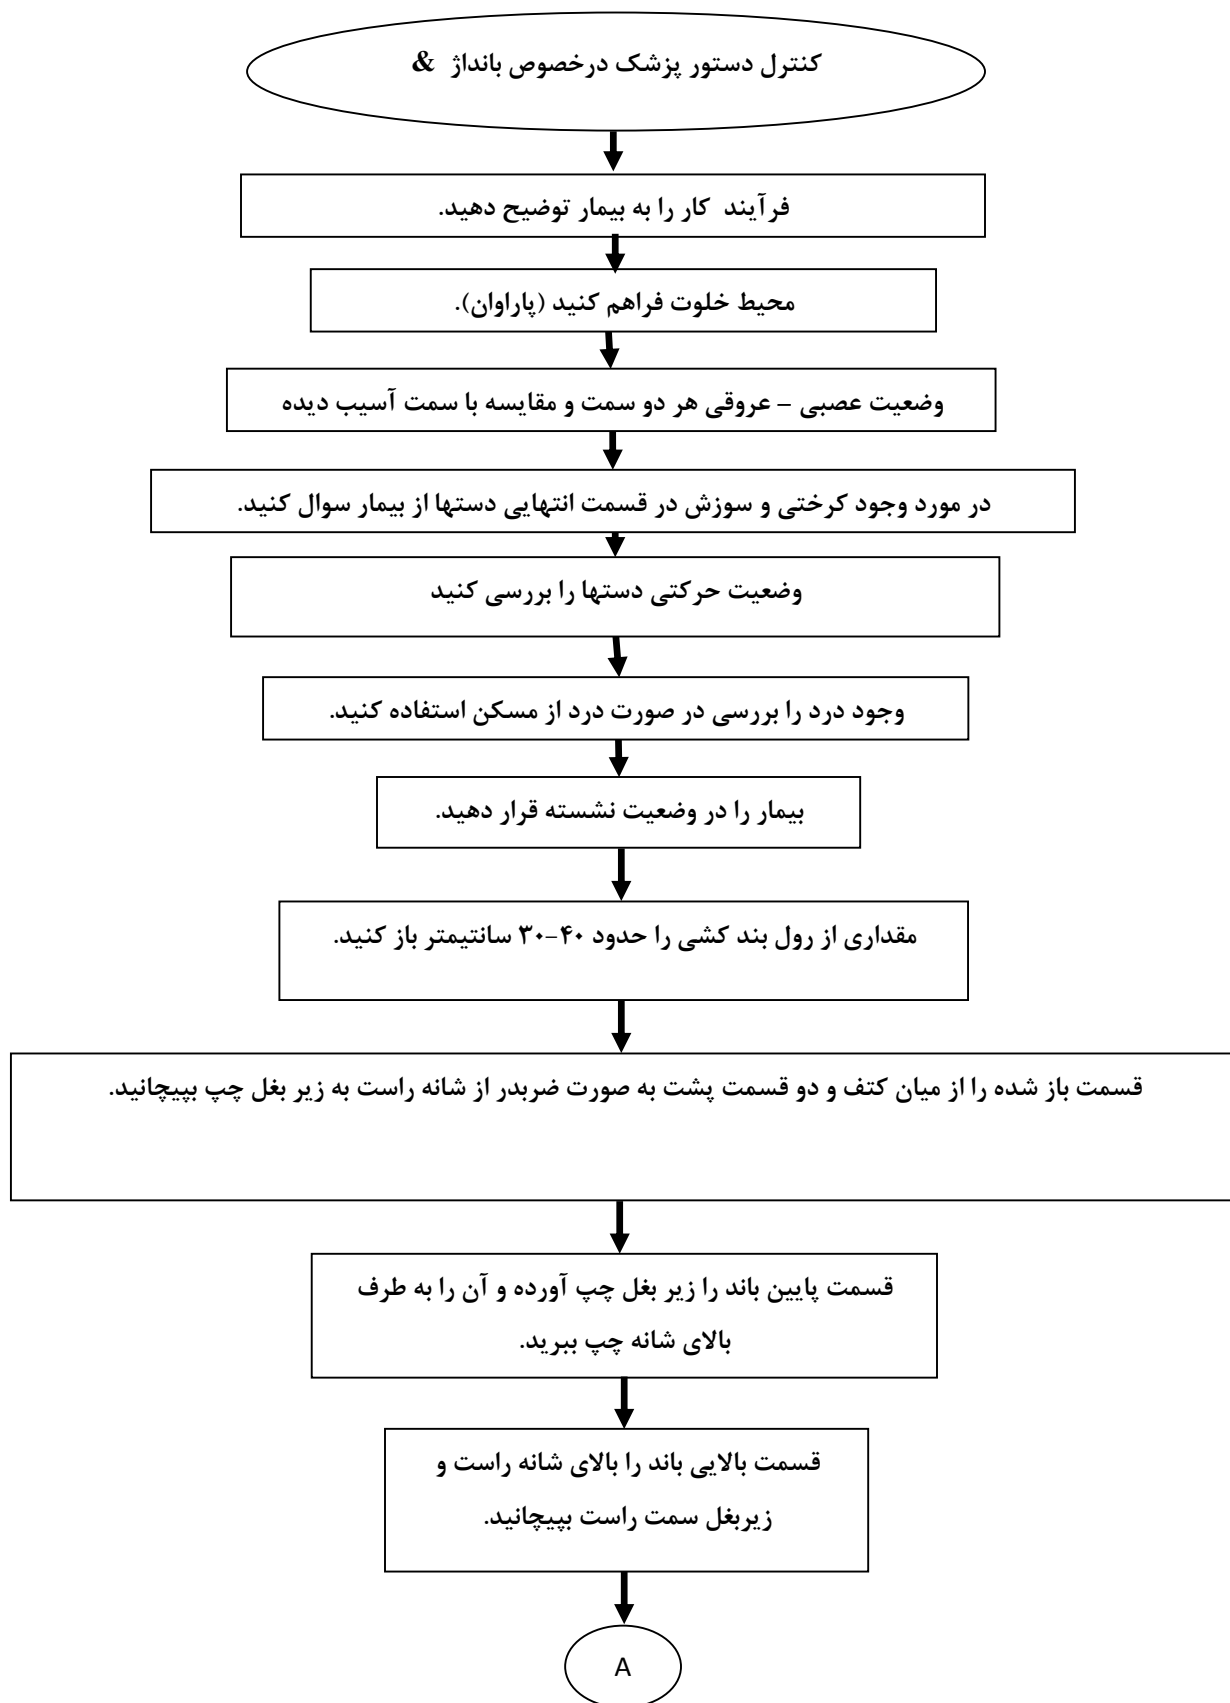 کنترل دستور پزشک درخصوص بانداژ &
فرآیند کار را به بیمار توضیح دهید.
محیط خلوت فراهم کنید (پاراوان).
وضعیت عصبی – عروقی هر دو سمت و مقایسه با سمت آسیب دیده
در مورد وجود کرختی و سوزش در قسمت انتهایی دستها از بیمار سوال کنید.
وضعیت حرکتی دستها را بررسی کنید
وجود درد را بررسی در صورت درد از مسکن استفاده کنید.
بیمار را در وضعیت نشسته قرار دهید.
مقداری از رول بند کشی را حدود ۴۰-۳۰ سانتیمتر باز کنید.
قسمت باز شده را از میان کتف و دو قسمت پشت به صورت ضربدر از شانه راست به زیر بغل چپ بپیچانید.
قسمت پایین باند را زیر بغل چپ آورده و آن را به طرف
بالای شانه چپ ببرید.
قسمت بالایی باند را بالای شانه راست و
زیربغل سمت راست بپیچانید.
A